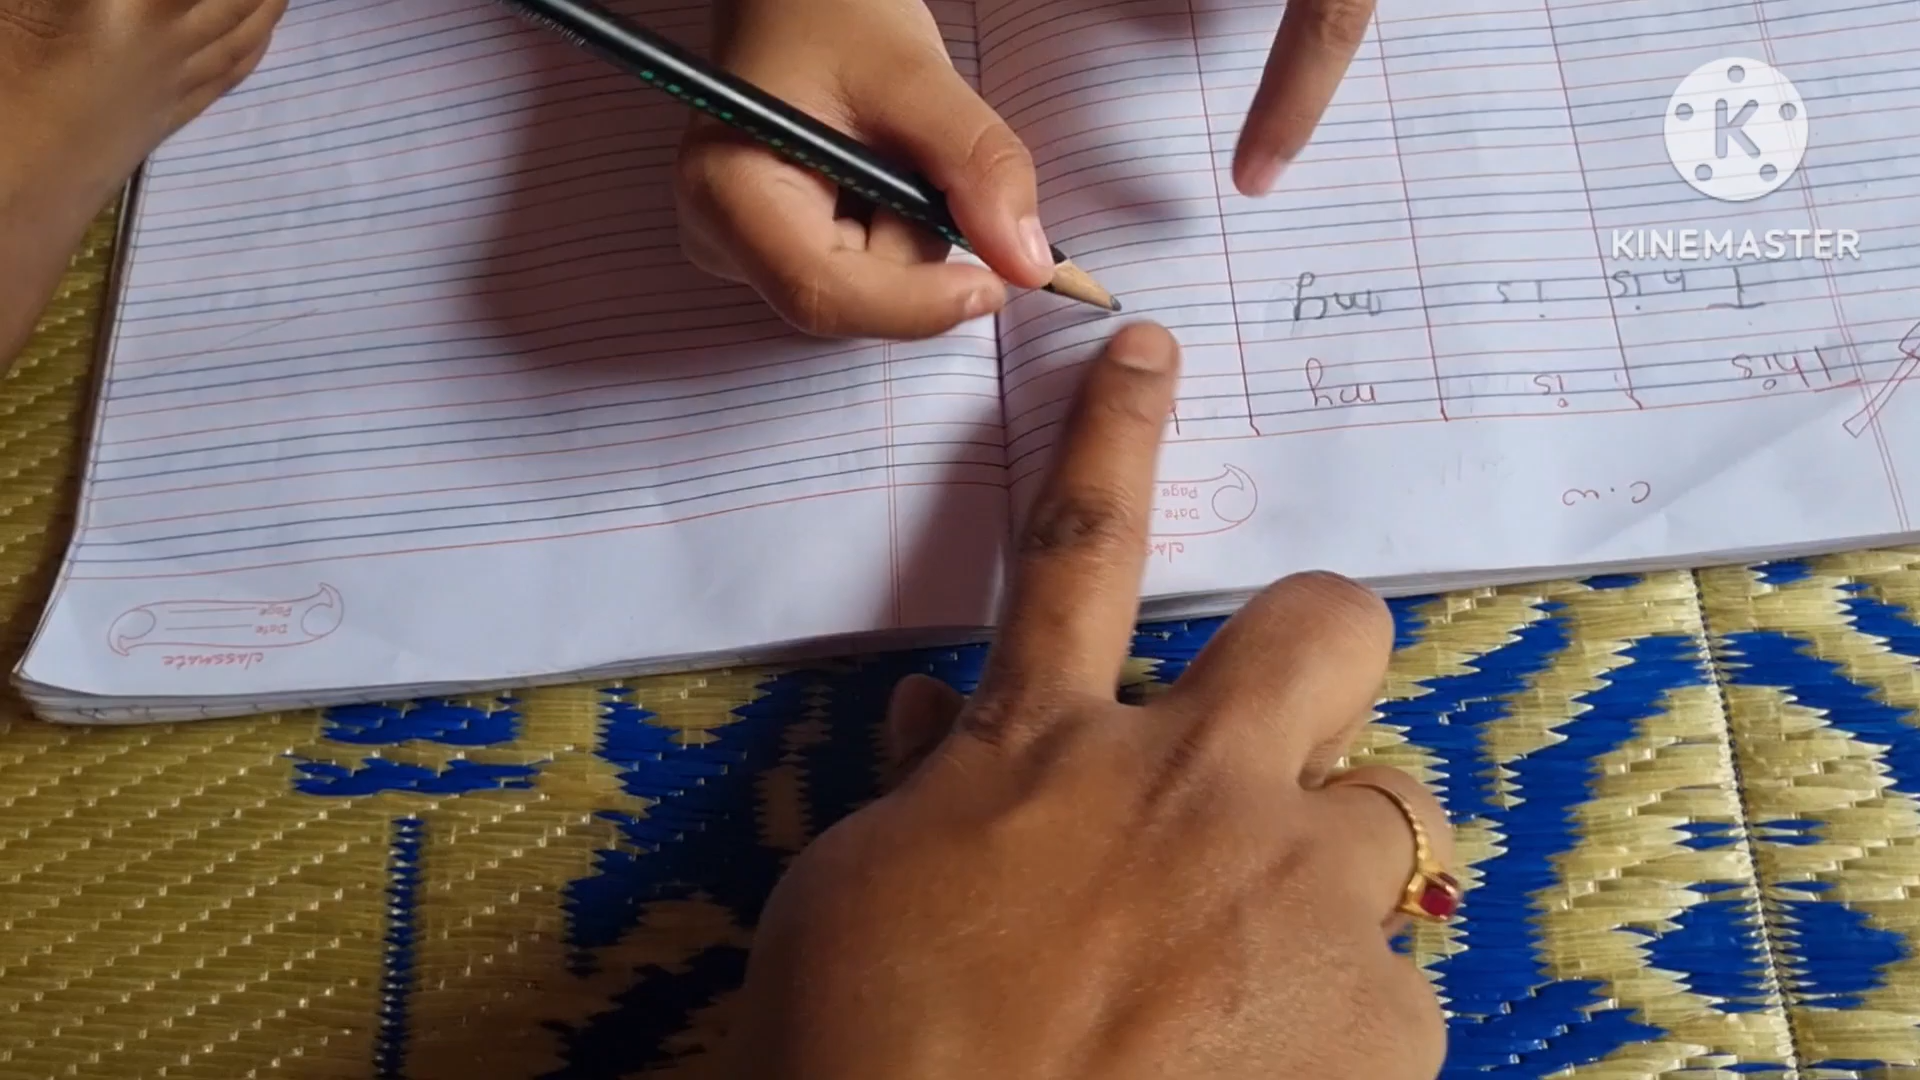 KINEMASTER
C.W
This is my
This is my
classmate
Date
Page
Date
Page